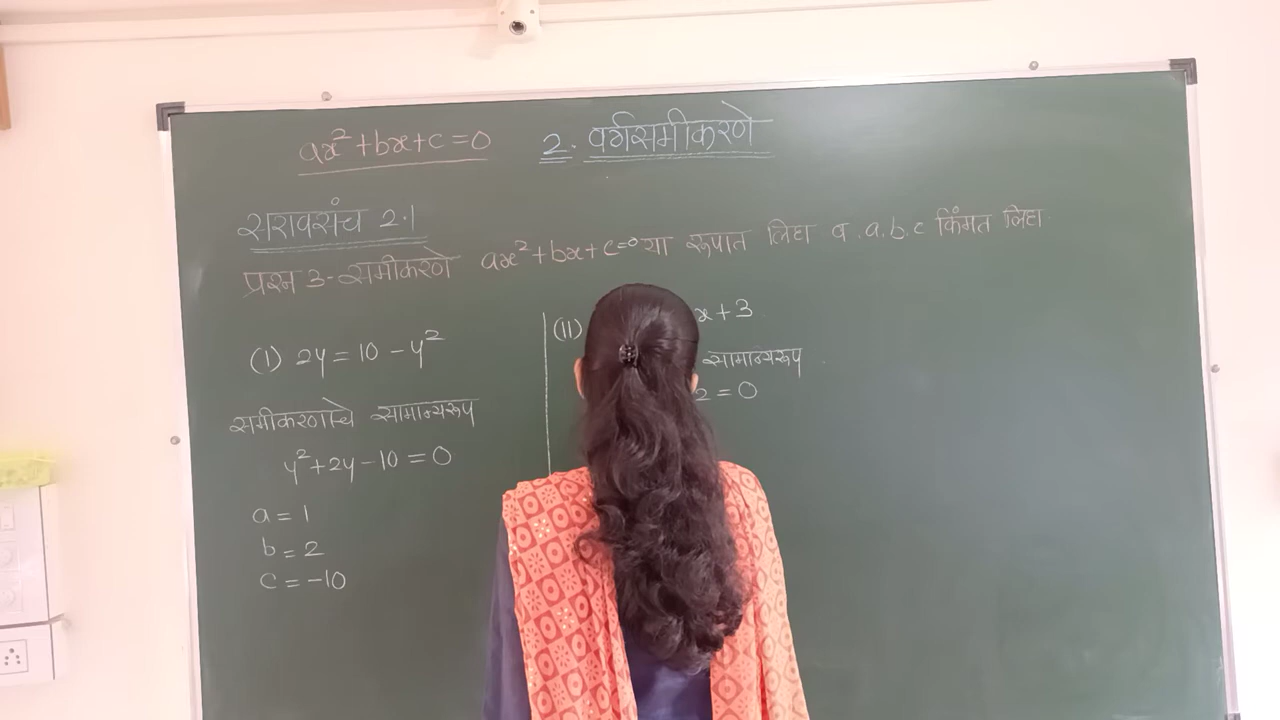 ax²+bx+c=0
2. वर्गसमीकरणे
सरावसंच 2.1
प्रश्न 3- समीकरणे ax²+bx+c=0 या रूपात लिहा व a.b.c किंमत लिहा
(1) 2y = 10 - y²
समीकरणाचे सामान्यरूप
y²+2y-10=0
a = 1
b = 2
c = -10
(11) x+3
सामान्यरूप
2 = 0